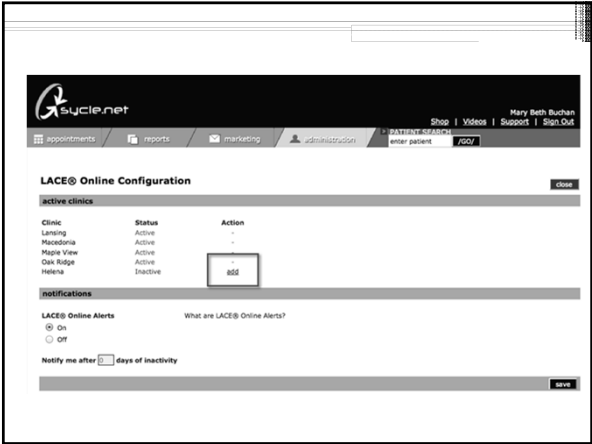 sycle.net
Mary Beth Buchan
Shop | Videos | Support | Sign Out
appointments reports marketing administration PATIENT SEARCH
enter patient /GO/
LACE® Online Configuration
close
active clinics
Clinic Status Action
Lansing Active -
Macedonia Active -
Maple View Active -
Oak Ridge Active -
Helena Inactive add
notifications
LACE® Online Alerts What are LACE® Online Alerts?
On
Off
Notify me after 0 days of inactivity
save